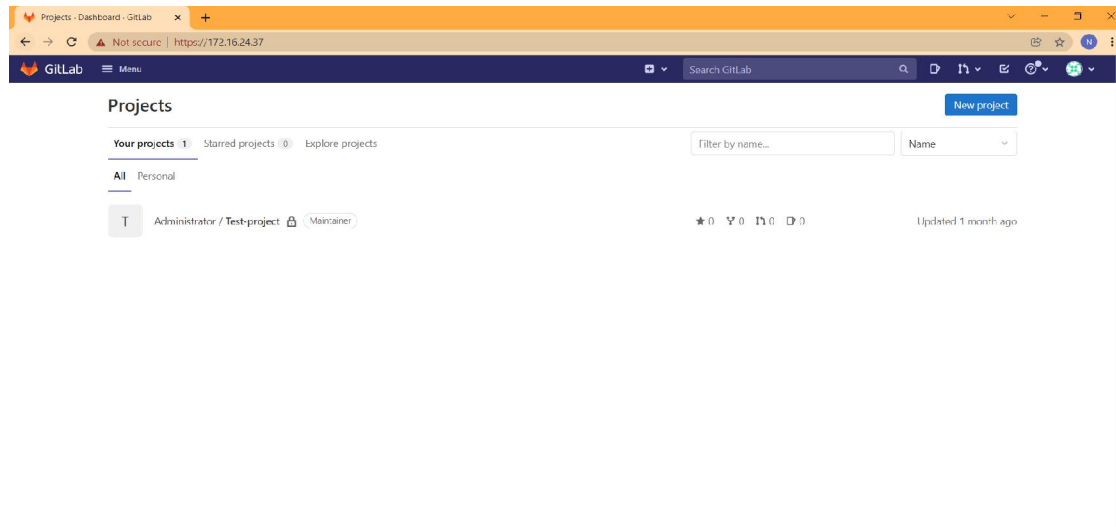 Projects · Dashboard · GitLab
Not secure | https://172.16.24.37
N
GitLab Menu Search GitLab
Projects New project
Your projects 1 Starred projects 0 Explore projects Filter by name... Name
All Personal
T Administrator / Test-project Maintainer 0 0 0 0 Updated 1 month ago